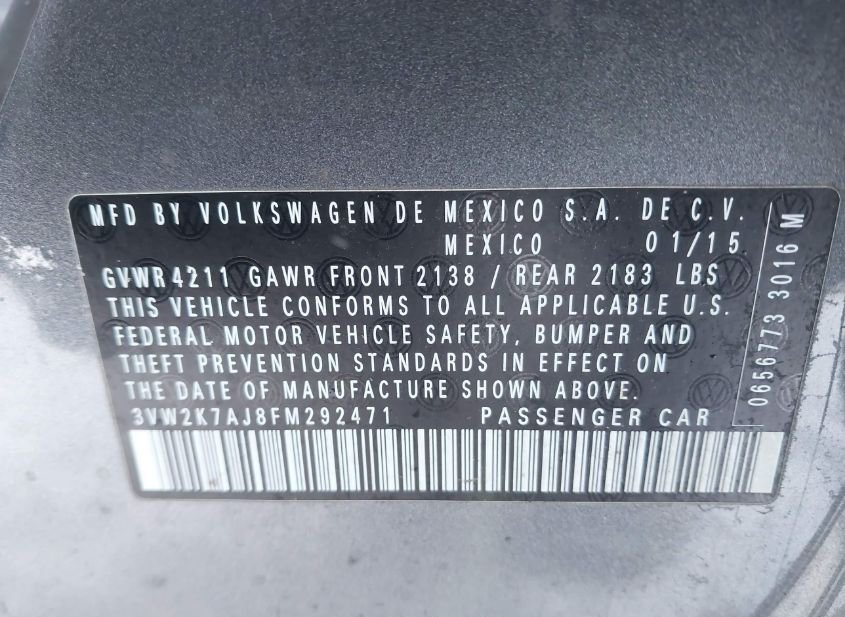 MFD BY VOLKSWAGEN DE MEXICO S.A. DE C.V.
MEXICO 01/15
GVWR 4211 GAWR FRONT 2138 / REAR 2183 LBS
THIS VEHICLE CONFORMS TO ALL APPLICABLE U.S.
FEDERAL MOTOR VEHICLE SAFETY, BUMPER AND
THEFT PREVENTION STANDARDS IN EFFECT ON
THE DATE OF MANUFACTURE SHOWN ABOVE.
3VW2K7AJ8FM292471 PASSENGER CAR
0656773 3016 M